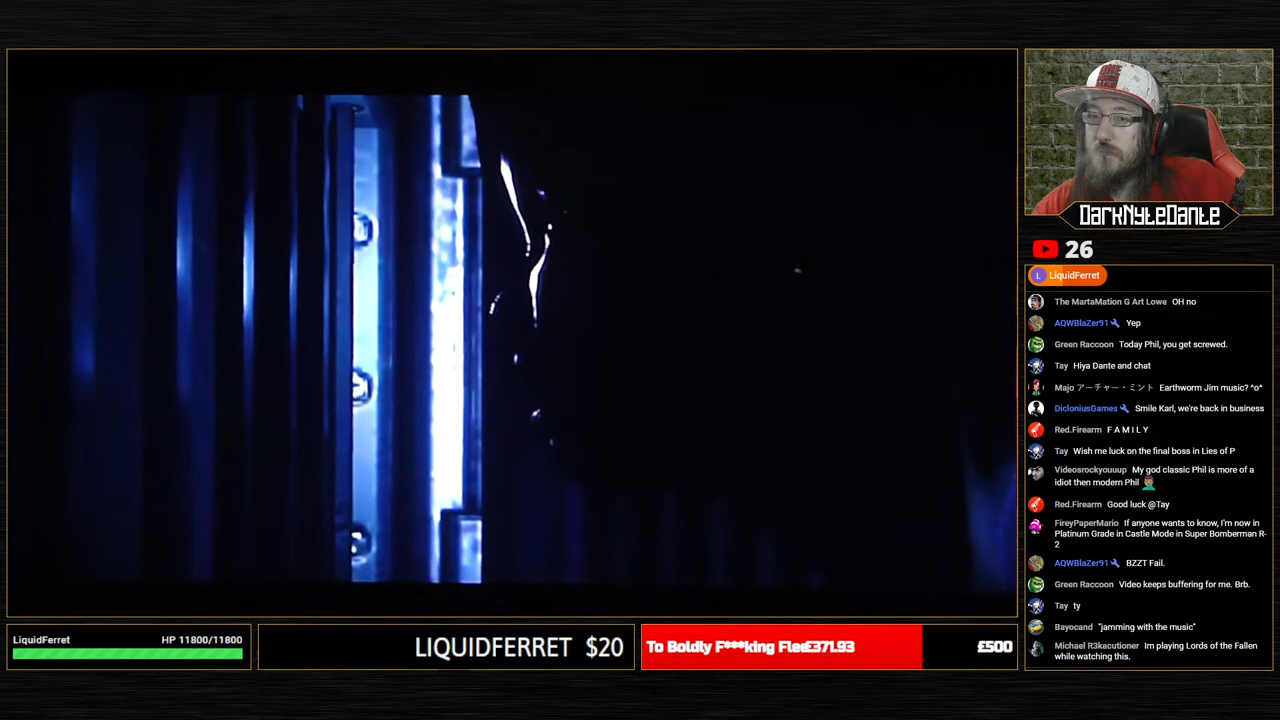 DarkNyteDante
26
L LiquidFerret
The MartaMation G Art Lowe OH no
AQWBlaZer91 Yep
Green Raccoon Today Phil, you get screwed.
Tay Hiya Dante and chat
Majo アーチャー・ミント Earthworm Jim music? ^o^
DicloniusGames Smile Karl, we're back in business
Red.Firearm F A M I L Y
Tay Wish me luck on the final boss in Lies of P
Videosrockyouuup My god classic Phil is more of a
idiot then modern Phil
Red.Firearm Good luck @Tay
FireyPaperMario If anyone wants to know, I'm now in
Platinum Grade in Castle Mode in Super Bomberman R-
2
AQWBlaZer91 BZZT Fail.
Green Raccoon Video keeps buffering for me. Brb.
Tay ty
Bayocand "jamming with the music"
Michael R3kacutioner Im playing Lords of the Fallen
while watching this.
LiquidFerret HP 11800/11800
LIQUIDFERRET $20
To Boldly F***king Flee£371.93 £500